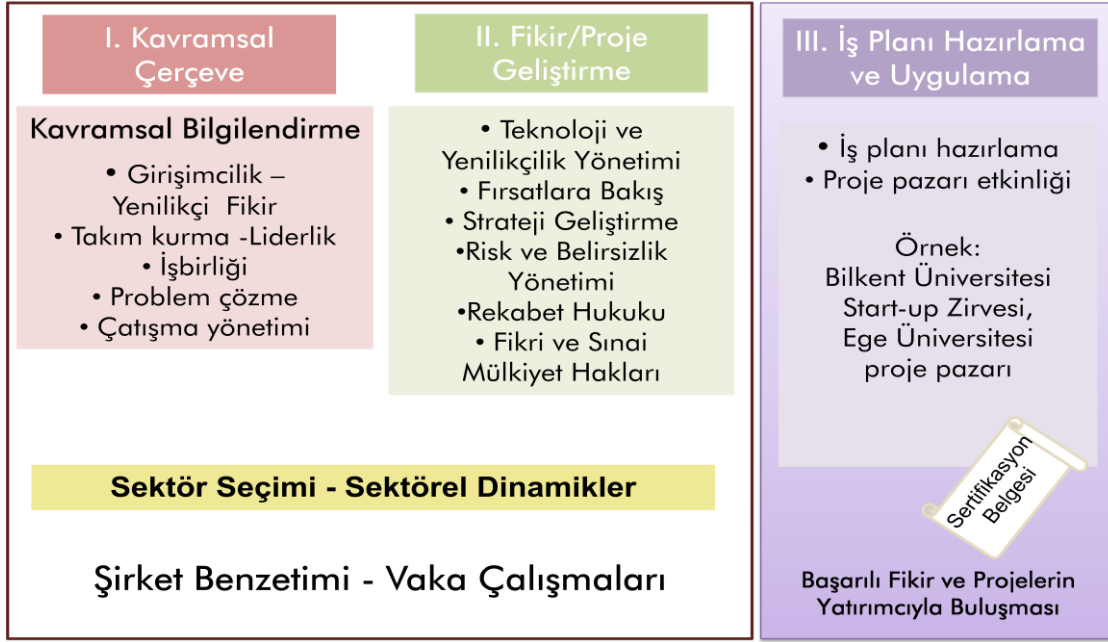 I. Kavramsal
Çerçeve
Kavramsal Bilgilendirme
• Girişimcilik –
Yenilikçi Fikir
• Takım kurma -Liderlik
• İşbirliği
• Problem çözme
• Çatışma yönetimi
II. Fikir/Proje
Geliştirme
• Teknoloji ve
Yenilikçilik Yönetimi
• Fırsatlara Bakış
• Strateji Geliştirme
•Risk ve Belirsizlik
Yönetimi
•Rekabet Hukuku
• Fikri ve Sınai
Mülkiyet Hakları
Sektör Seçimi - Sektörel Dinamikler
Şirket Benzetimi - Vaka Çalışmaları
III. İş Planı Hazırlama
ve Uygulama
• İş planı hazırlama
• Proje pazarı etkinliği
Örnek:
Bilkent Üniversitesi
Start-up Zirvesi,
Ege Üniversitesi
proje pazarı
Sertifikasyon
Belgesi
Başarılı Fikir ve Projelerin
Yatırımcıyla Buluşması